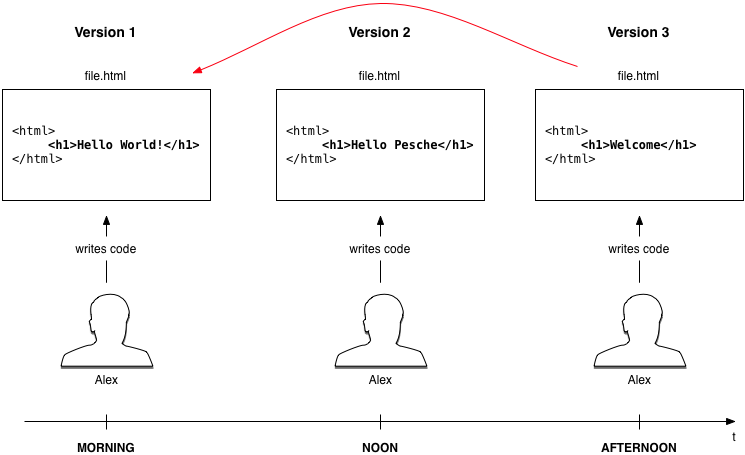 Version 1
Version 2
Version 3
file.html
file.html
file.html
<html>
<h1>Hello World!</h1>
</html>
<html>
<h1>Hello Pesche</h1>
</html>
<html>
<h1>Welcome</h1>
</html>
writes code
writes code
writes code
Alex
Alex
Alex
t
MORNING
NOON
AFTERNOON